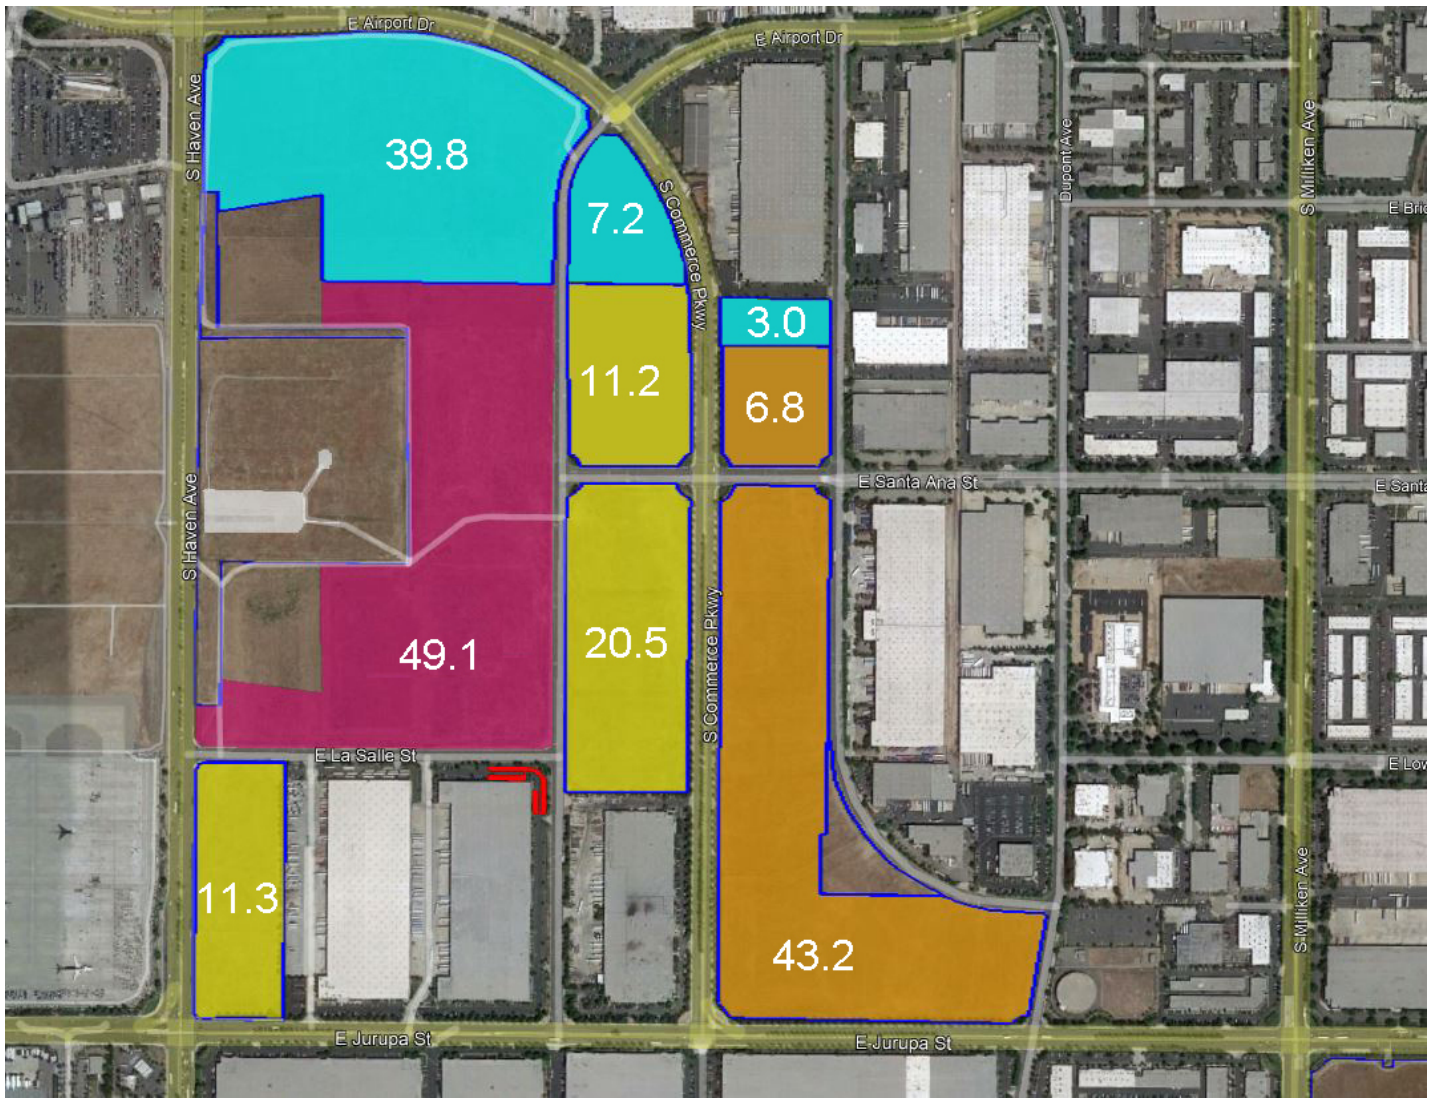 E Airport Dr
E Airport Dr
S Haven Ave
39.8
S Milliken Ave
Dupont Ave
7.2
S Commerce Pkwy
3.0
11.2
6.8
E Santa Ana St
S Haven Ave
20.5
49.1
S Commerce Pkwy
E La Salle St
11.3
S Milliken Ave
43.2
E Jurupa St
E Jurupa St
E Bric
E Santa
E Low